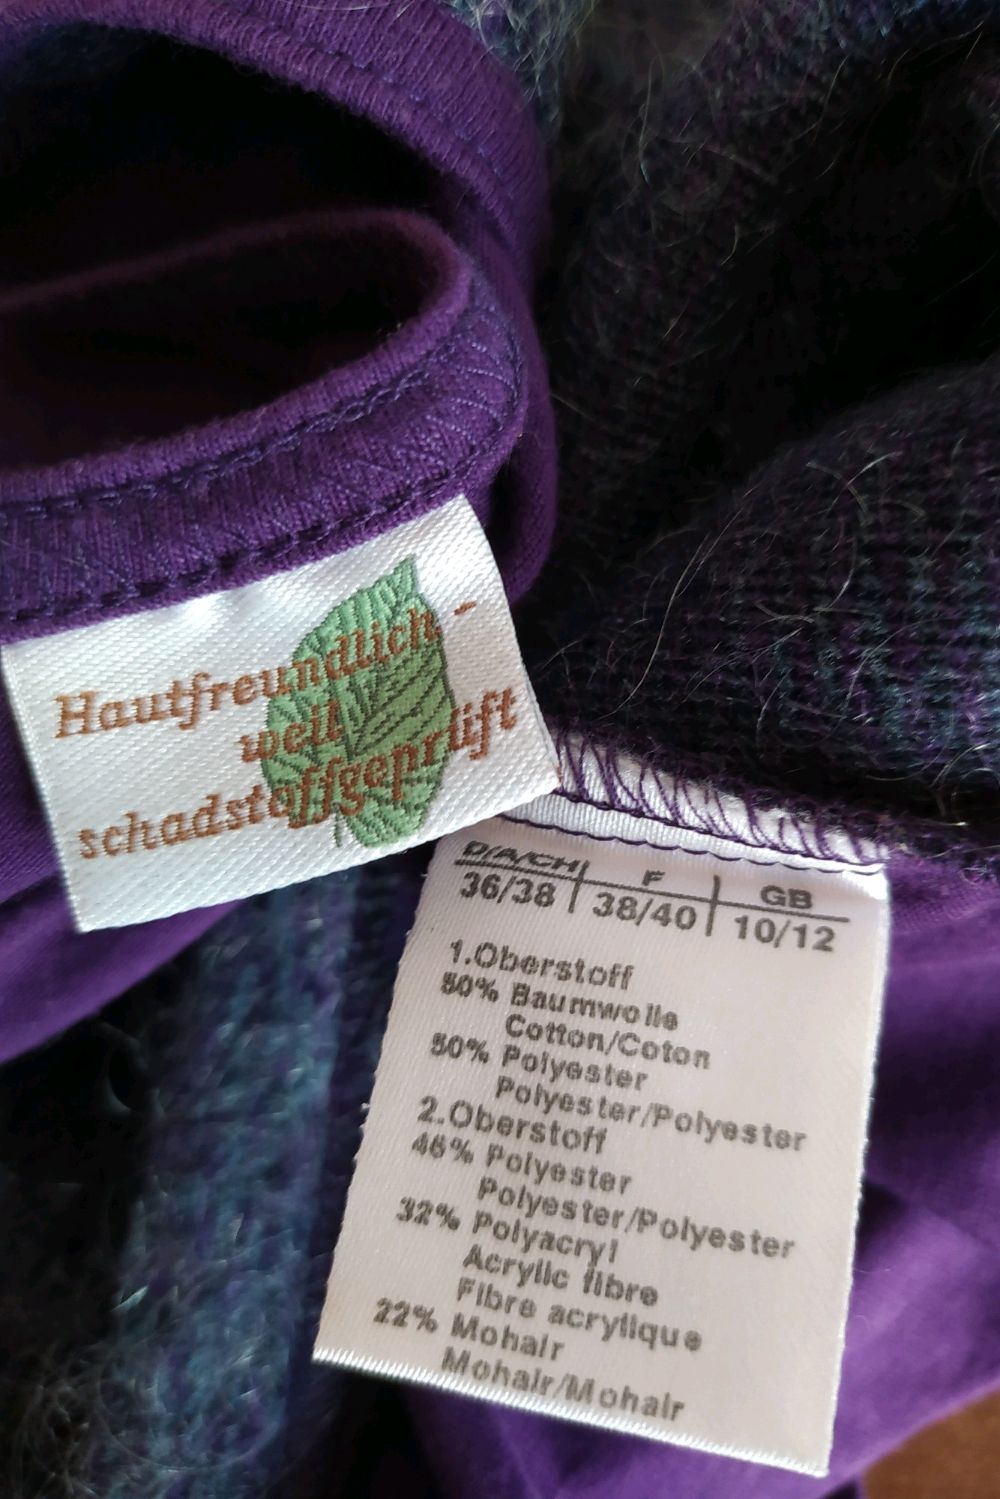 Hautfreundlich -
weil
schadstoffgeprüft
D/A/CH F GB
36/38 38/40 10/12
1.Oberstoff
50% Baumwolle
Cotton/Coton
50% Polyester
Polyester/Polyester
2.Oberstoff
46% Polyester
Polyester/Polyester
32% Polyacryl
Acrylic fibre
Fibre acrylique
22% Mohair
Mohair/Mohair